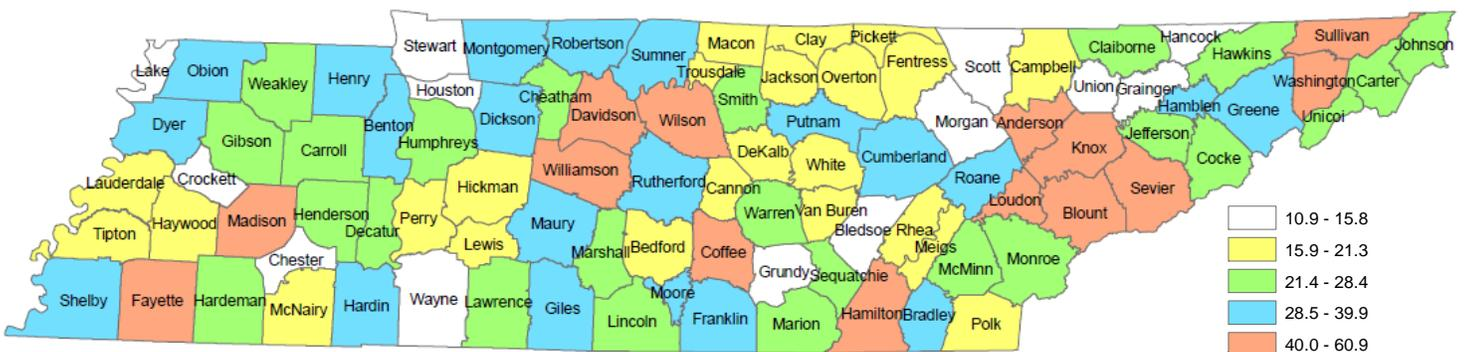 Stewart Montgomery Robertson Sumner Macon Clay Pickett Scott Campbell Claiborne Hancock Hawkins Sullivan Johnson
Lake Obion Weakley Henry Houston Trousdale Jackson Overton Fentress Union Grainger Washington Carter
Dyer Benton Dickson Cheatham Davidson Wilson Smith Putnam Morgan Anderson Hamblen Greene Unicoi
Gibson Carroll Humphreys DeKalb White Cumberland Knox Jefferson Cocke
Lauderdale Crockett Hickman Williamson Rutherford Cannon Roane Sevier
Tipton Haywood Madison Henderson Decatur Perry Lewis Maury Marshall Bedford Coffee Warren Van Buren Bledsoe Rhea Meigs Loudon Blount
Chester Grundy Sequatchie McMinn Monroe
Shelby Fayette Hardeman McNairy Hardin Wayne Lawrence Giles Lincoln Moore Franklin Marion Hamilton Bradley Polk
10.9 - 15.8
15.9 - 21.3
21.4 - 28.4
28.5 - 39.9
40.0 - 60.9